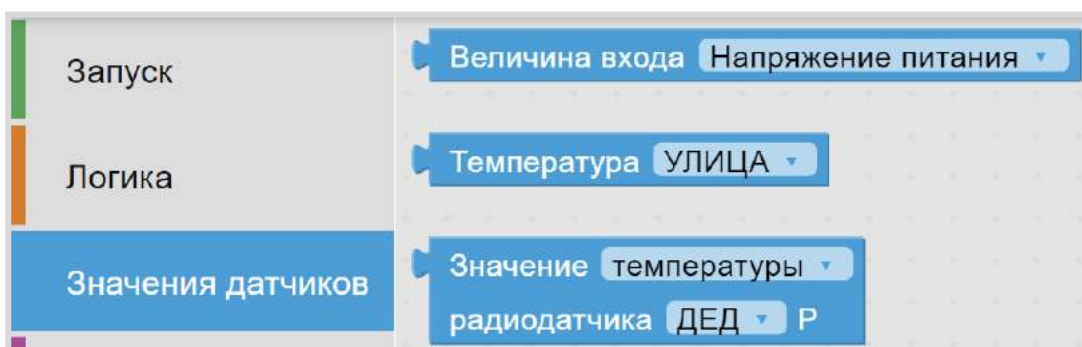 Запуск
Логика
Значения датчиков
Величина входа Напряжение питания
Температура УЛИЦА
Значение температуры
радиодатчика ДЕД Р